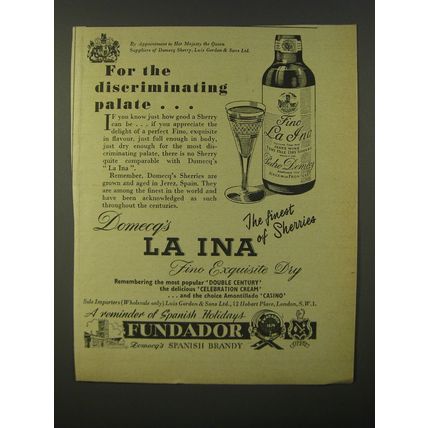 By Appointment to Her Majesty the Queen
Suppliers of Domecq Sherry, Luis Gordon & Sons Ltd.
For the
discriminating
palate . . .
IF you know just how good a Sherry
can be . . . if you appreciate the
delight of a perfect Fino, exquisite
in flavour, just full enough in body,
just dry enough for the most dis-
criminating palate, there is no Sherry
quite comparable with Domecq's
"La Ina".
Remember, Domecq's Sherries are
grown and aged in Jerez, Spain. They
are among the finest in the world and
have been acknowledged as such
throughout the centuries.
Fino
La Ina
Pedro Domecq
The finest
of Sherries
Domecq's
LA INA
Fino Exquisite Dry
Remembering the most popular "DOUBLE CENTURY"
the delicious "CELEBRATION CREAM"
. . . and the choice Amontillado "CASINO"
Sole Importers (Wholesale only) Luis Gordon & Sons Ltd., 12 Hobart Place, London, S.W.1.
A reminder of Spanish Holidays
FUNDADOR
Domecq's SPANISH BRANDY